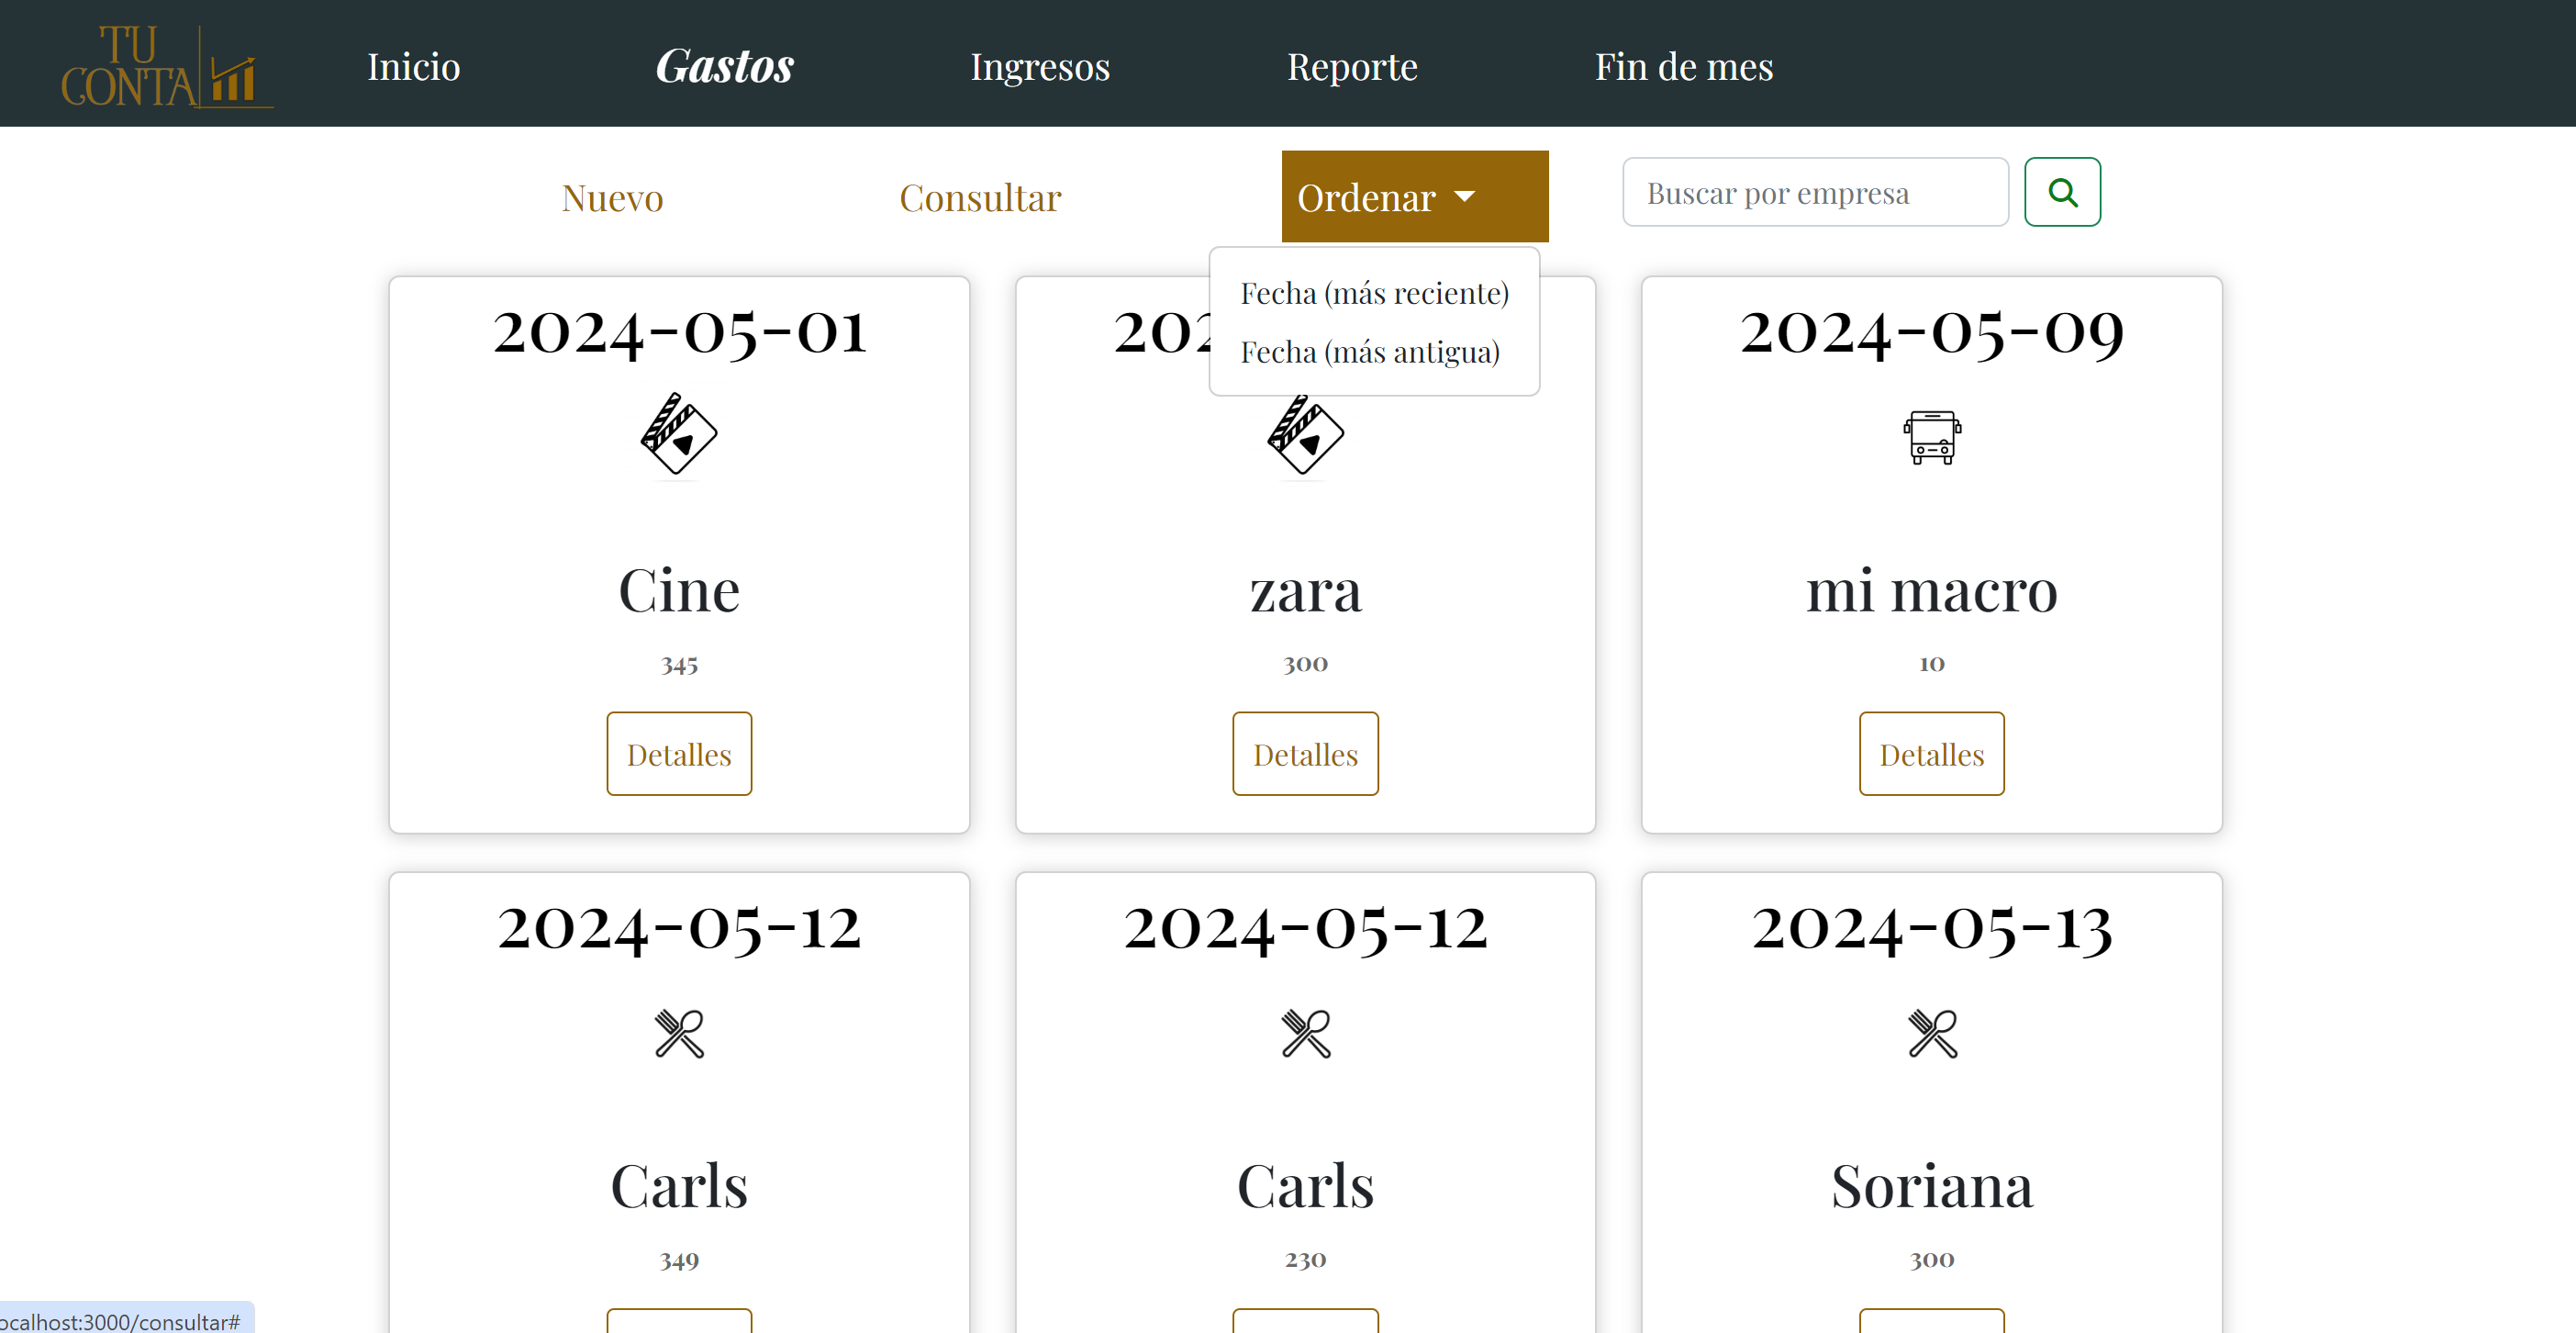 TU
CONTA
Inicio Gastos Ingresos Reporte Fin de mes
Nuevo Consultar Ordenar Buscar por empresa
Fecha (más reciente)
Fecha (más antigua)
2024-05-01 2024-05-09
Cine zara mi macro
345 300 10
Detalles Detalles Detalles
2024-05-12 2024-05-12 2024-05-13
Carls Carls Soriana
349 230 300
ocalhost:3000/consultar#